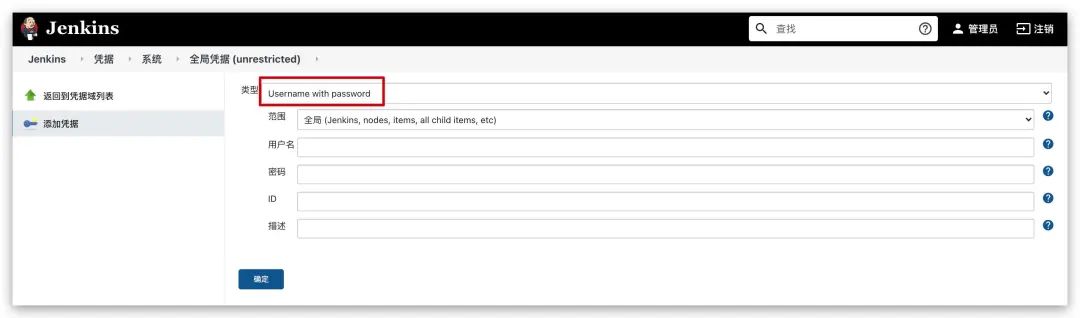 Jenkins
查找
管理员
注销
Jenkins 凭据 系统 全局凭据 (unrestricted)
返回到凭据域列表
添加凭据
类型 Username with password
范围 全局 (Jenkins, nodes, items, all child items, etc)
用户名
密码
ID
描述
确定